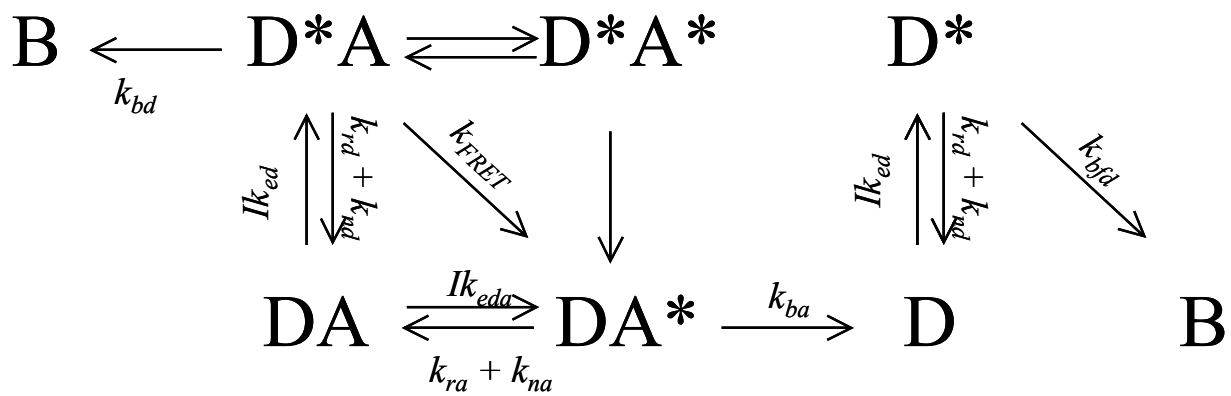 B D*A D*A* D*
k_bd
Ik_ed k_rd + k_nd k_FRET Ik_ed k_rd + k_nd k_bfd
Ik_eda k_ba
DA DA* D B
k_ra + k_na